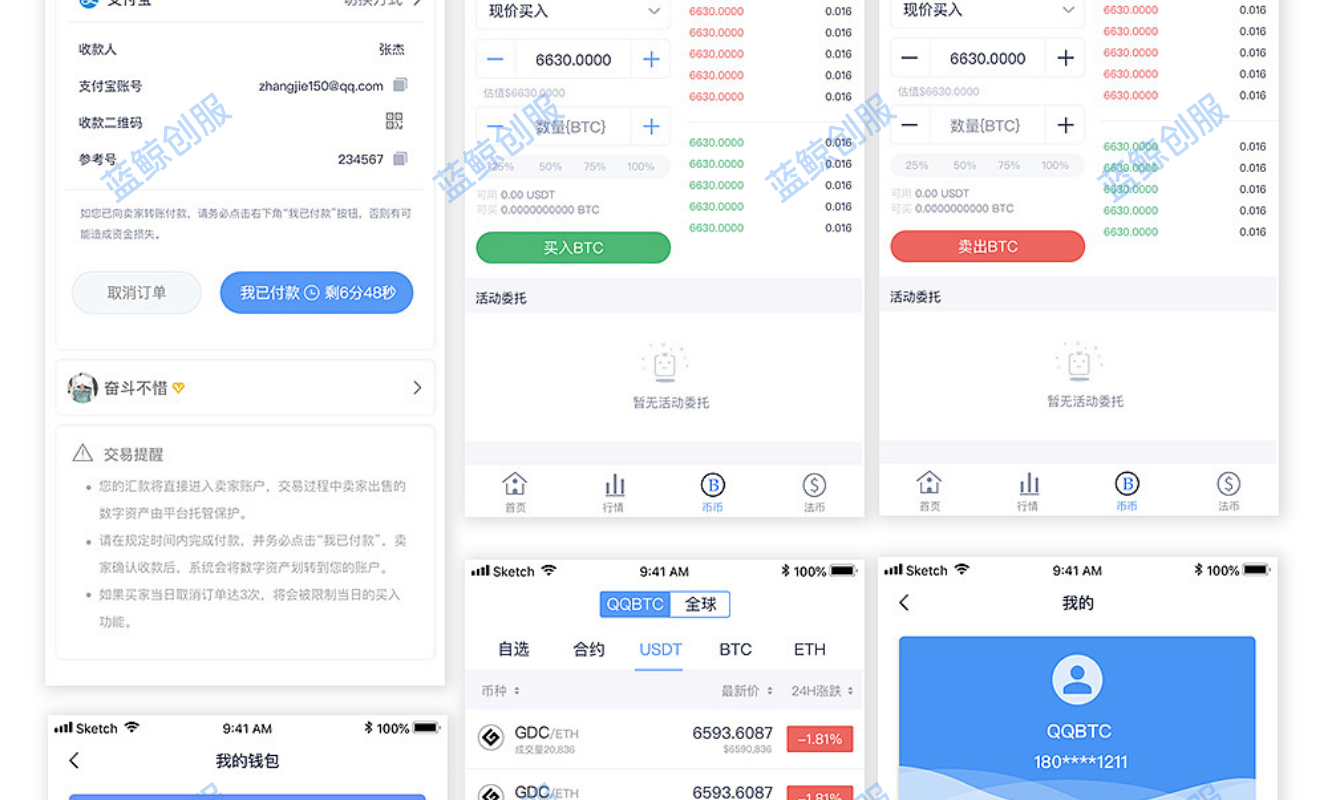 支付宝
切换方式
收款人
张杰
支付宝账号
zhangjie150@qq.com
收款二维码
参考号
234567
如您已向卖家转账付款，请务必点击右下角“我已付款”按钮，否则有可
能造成资金损失。
取消订单
我已付款 剩6分48秒
奋斗不惜
交易提醒
您的汇款将直接进入卖家账户，交易过程中卖家出售的
数字资产由平台托管保护。
请在规定时间内完成付款，并务必点击“我已付款”，卖
家确认收款后，系统会将数字资产划转到您的账户。
如果买家当日取消订单达3次，将会被限制当日的买入
功能。
Sketch
9:41 AM
100%
我的钱包
现价买入
6630.0000
估值$6630.0000
数量{BTC}
25%
50%
75%
100%
可用 0.00 USDT
可买 0.0000000000 BTC
买入BTC
6630.0000 0.016
6630.0000 0.016
6630.0000 0.016
6630.0000 0.016
6630.0000 0.016
6630.0000 0.016
6630.0000 0.016
6630.0000 0.016
6630.0000 0.016
6630.0000 0.016
活动委托
暂无活动委托
首页
行情
币币
法币
Sketch
9:41 AM
100%
QQBTC
全球
自选
合约
USDT
BTC
ETH
币种
最新价
24H涨跌
GDC/ETH
6593.6087
-1.81%
成交量20,836
$6590,836
GDC/ETH
6593.6087
-1.81%
现价买入
6630.0000
估值$6630.0000
数量{BTC}
25%
50%
75%
100%
可用 0.00 USDT
可买 0.0000000000 BTC
卖出BTC
6630.0000 0.016
6630.0000 0.016
6630.0000 0.016
6630.0000 0.016
6630.0000 0.016
6630.0000 0.016
6630.0000 0.016
6630.0000 0.016
6630.0000 0.016
6630.0000 0.016
活动委托
暂无活动委托
首页
行情
币币
法币
Sketch
9:41 AM
100%
我的
QQBTC
180****1211
蓝鲸创服
蓝鲸创服
蓝鲸创服
蓝鲸创服